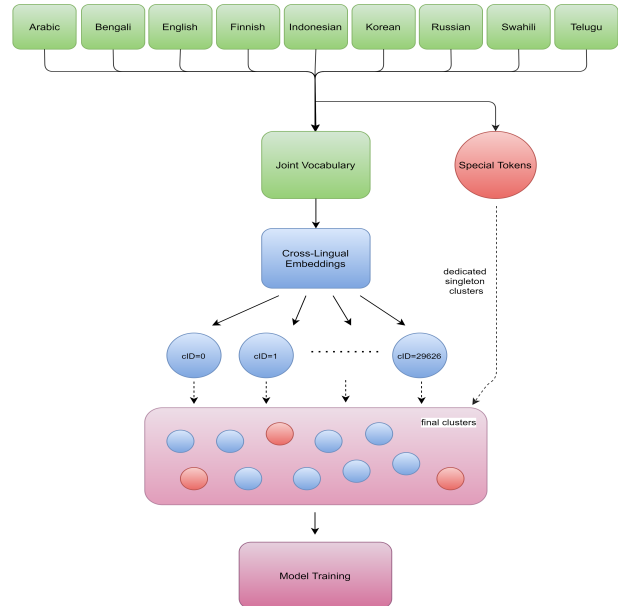 Arabic
Bengali
English
Finnish
Indonesian
Korean
Russian
Swahili
Telugu
Joint Vocabulary
Special Tokens
Cross-Lingual
Embeddings
dedicated
singleton
clusters
cID=0
cID=1
cID=29626
final clusters
Model Training